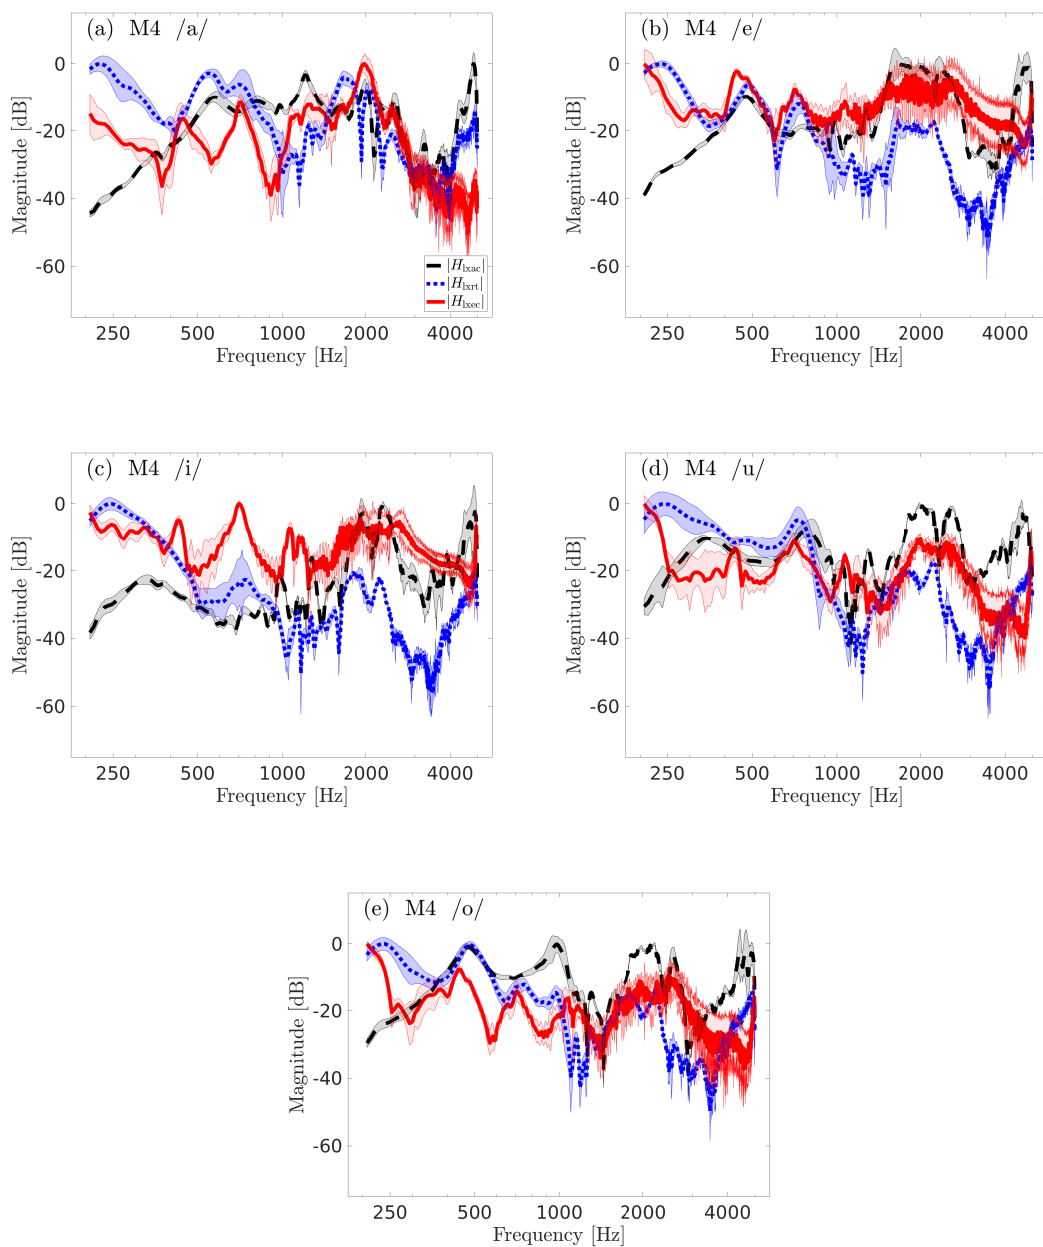 (a) M4 /a/
0
-20
-40
-60
Magnitude [dB]
250 500 1000 2000 4000
Frequency [Hz]
|H_lxac|
|H_lxrt|
|H_lxec|
(b) M4 /e/
0
-20
-40
-60
Magnitude [dB]
250 500 1000 2000 4000
Frequency [Hz]
(c) M4 /i/
0
-20
-40
-60
Magnitude [dB]
250 500 1000 2000 4000
Frequency [Hz]
(d) M4 /u/
0
-20
-40
-60
Magnitude [dB]
250 500 1000 2000 4000
Frequency [Hz]
(e) M4 /o/
0
-20
-40
-60
Magnitude [dB]
250 500 1000 2000 4000
Frequency [Hz]